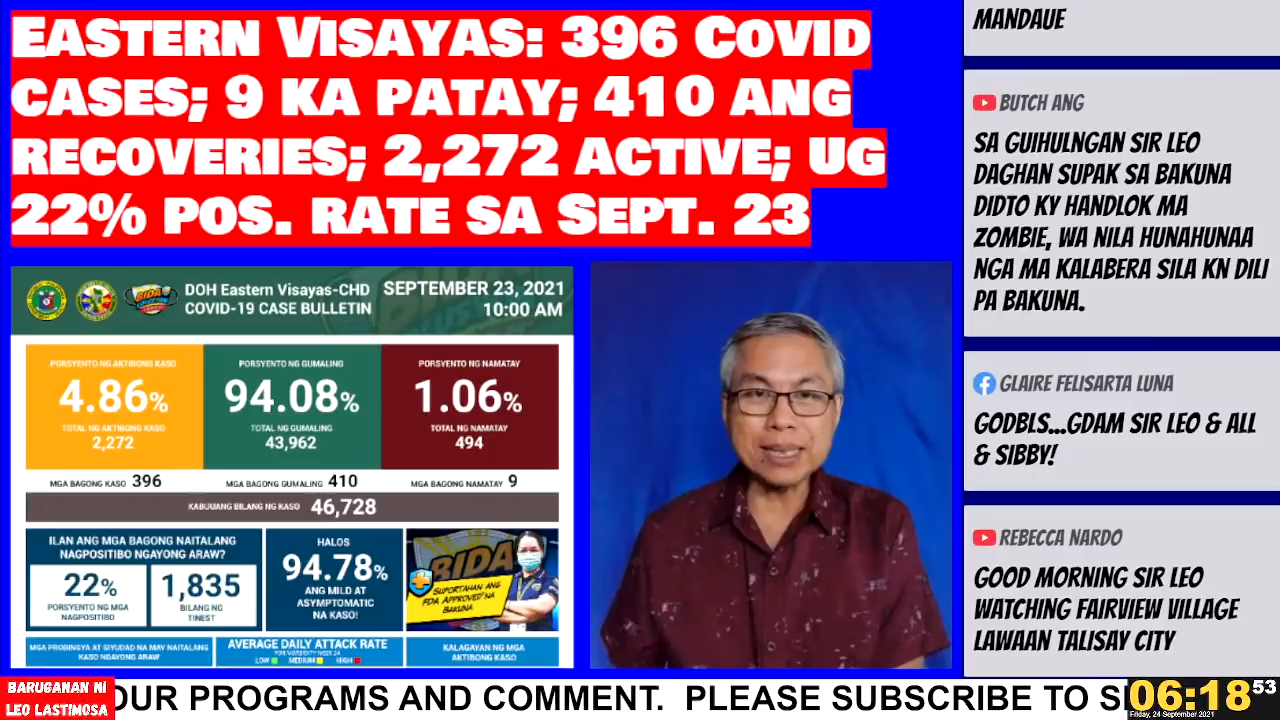 EASTERN VISAYAS: 396 COVID
CASES; 9 KA PATAY; 410 ANG
RECOVERIES; 2,272 ACTIVE; UG
22% POS. RATE SA SEPT. 23
BIDA
DOH Eastern Visayas-CHD
COVID-19 CASE BULLETIN
SEPTEMBER 23, 2021
10:00 AM
PORSYENTO NG AKTIBONG KASO
4.86%
TOTAL NG AKTIBONG KASO
2,272
PORSYENTO NG GUMALING
94.08%
TOTAL NG GUMALING
43,962
PORSYENTO NG NAMATAY
1.06%
TOTAL NG NAMATAY
494
MGA BAGONG KASO 396
MGA BAGONG GUMALING 410
MGA BAGONG NAMATAY 9
KABUUANG BILANG NG KASO 46,728
ILAN ANG MGA BAGONG NAITALANG
NAGPOSITIBO NGAYONG ARAW?
22%
PORSYENTO NG MGA
NAGPOSITIBO
1,835
BILANG NG
TINEST
HALOS
94.78%
ANG MILD AT
ASYMPTOMATIC
NA KASO!
BIDA
SUPORTAHAN ANG
FDA APPROVED NA
BAKUNA
MGA PROBINSYA AT SIYUDAD NA MAY NAITALANG
KASO NGAYONG ARAW
AVERAGE DAILY ATTACK RATE
FOR MORBIDITY WEEK 24
LOW MEDIUM HIGH
KALAGAYAN NG MGA
AKTIBONG KASO
MANDAUE
BUTCH ANG
SA GUIHULNGAN SIR LEO
DAGHAN SUPAK SA BAKUNA
DIDTO KY HANDLOK MA
ZOMBIE, WA NILA HUNAHUNAA
NGA MA KALABERA SILA KN DILI
PA BAKUNA.
GLAIRE FELISARTA LUNA
GODBLS...GDAM SIR LEO & ALL
& SIBBY!
REBECCA NARDO
GOOD MORNING SIR LEO
WATCHING FAIRVIEW VILLAGE
LAWAAN TALISAY CITY
BARUGANAN NI
LEO LASTIMOSA
OUR PROGRAMS AND COMMENT. PLEASE SUBSCRIBE TO
06:18 53
Friday, 24 September 2021